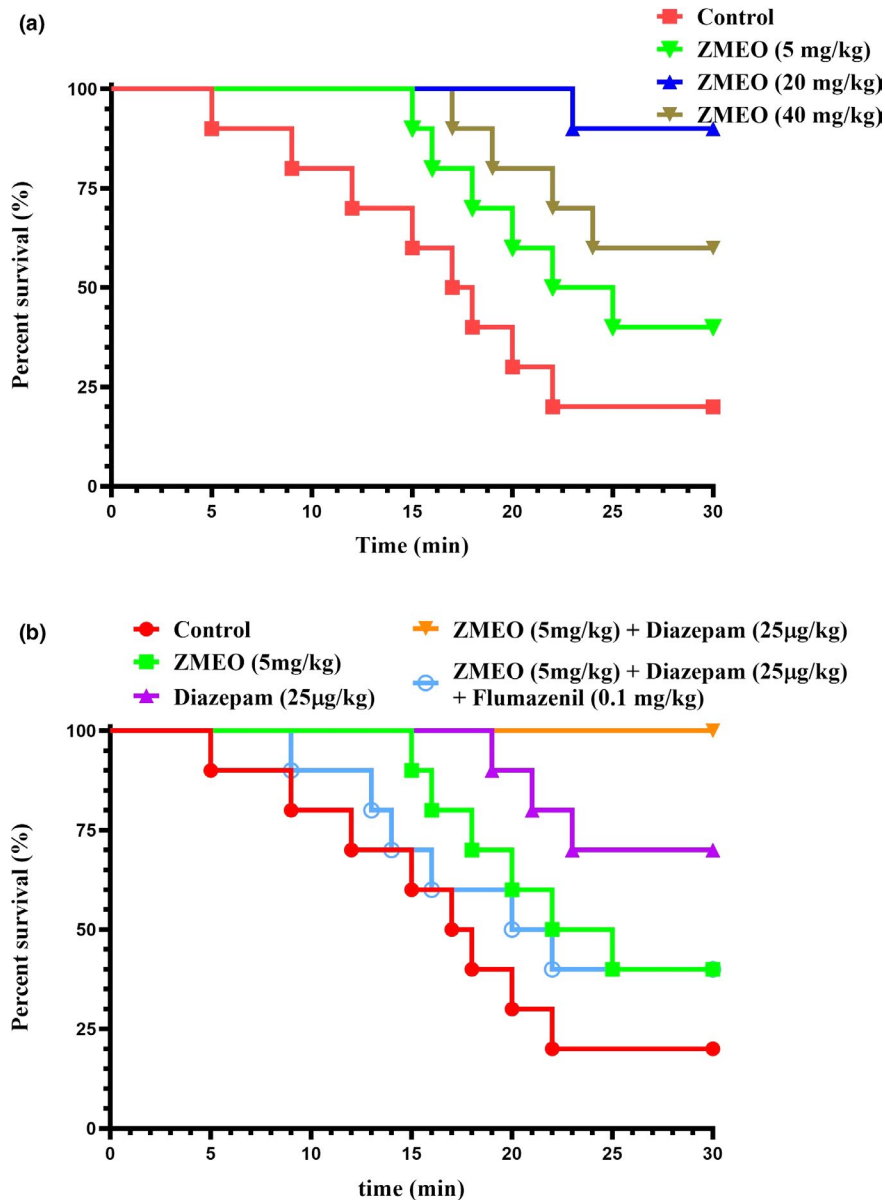 (a)
Control
ZMEO (5 mg/kg)
ZMEO (20 mg/kg)
ZMEO (40 mg/kg)
Percent survival (%)
100
75
50
25
0
0 5 10 15 20 25 30
Time (min)
(b)
Control
ZMEO (5mg/kg)
Diazepam (25μg/kg)
ZMEO (5mg/kg) + Diazepam (25μg/kg)
ZMEO (5mg/kg) + Diazepam (25μg/kg)
+ Flumazenil (0.1 mg/kg)
Percent survival (%)
100
75
50
25
0
0 5 10 15 20 25 30
time (min)